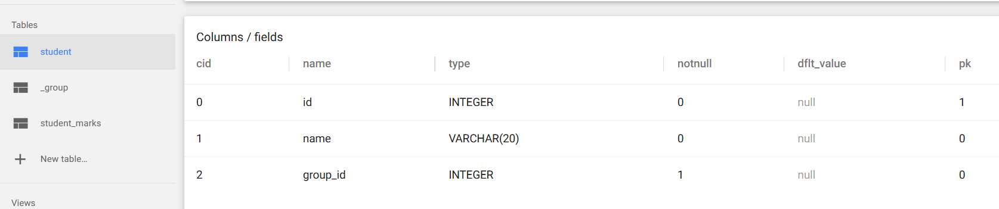 Tables
student
_group
student_marks
New table...
Views
Columns / fields
cid name type notnull dflt_value pk
0 id INTEGER 0 null 1
1 name VARCHAR(20) 0 null 0
2 group_id INTEGER 1 null 0